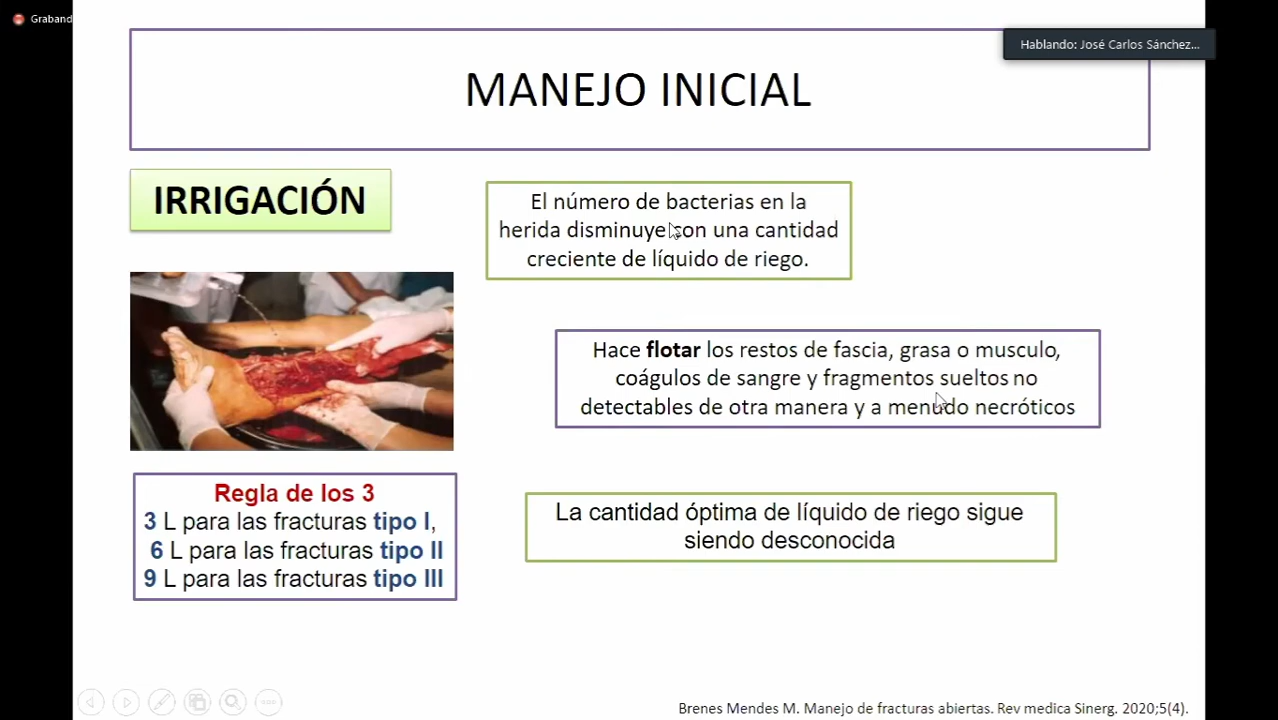 Graband
Hablando: José Carlos Sánchez...
MANEJO INICIAL
IRRIGACIÓN
El número de bacterias en la
herida disminuye con una cantidad
creciente de líquido de riego.
Hace flotar los restos de fascia, grasa o musculo,
coágulos de sangre y fragmentos sueltos no
detectables de otra manera y a menudo necróticos
Regla de los 3
3 L para las fracturas tipo I,
6 L para las fracturas tipo II
9 L para las fracturas tipo III
La cantidad óptima de líquido de riego sigue
siendo desconocida
Brenes Mendes M. Manejo de fracturas abiertas. Rev medica Sinerg. 2020;5(4).